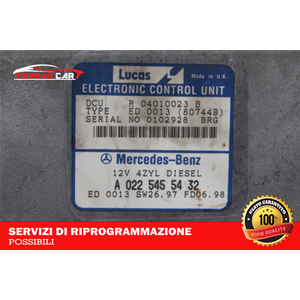 Lucas
Made in U.K.
ELECTRONIC CONTROL UNIT
DCU R 04010023 B
TYPE ED 0013 (80744B)
SERIAL NO 0102928 BRG
Mercedes-Benz
12V 4ZYL DIESEL
A 022 545 54 32
ED 0013 SW26.97 FD06.98
SERVIZI DI RIPROGRAMMAZIONE
POSSIBILI
100%